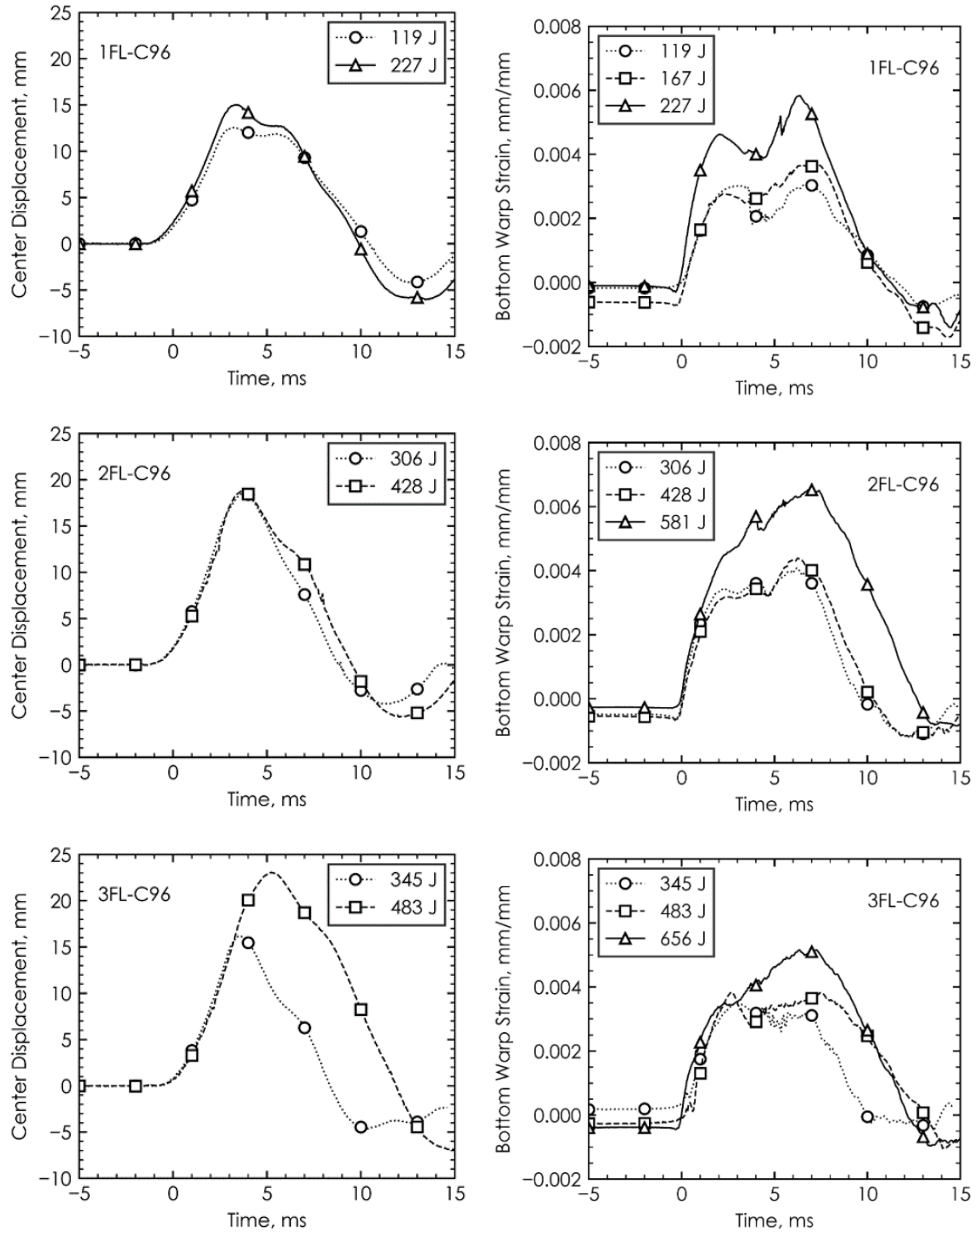 25
20
15
10
5
0
−5
−10
Center Displacement, mm
1FL-C96
119 J
227 J
−5 0 5 10 15
Time, ms
0.008
0.006
0.004
0.002
0.000
−0.002
Bottom Warp Strain, mm/mm
119 J
167 J
227 J
1FL-C96
−5 0 5 10 15
Time, ms
25
20
15
10
5
0
−5
−10
Center Displacement, mm
2FL-C96
306 J
428 J
−5 0 5 10 15
Time, ms
0.008
0.006
0.004
0.002
0.000
−0.002
Bottom Warp Strain, mm/mm
306 J
428 J
581 J
2FL-C96
−5 0 5 10 15
Time, ms
25
20
15
10
5
0
−5
−10
Center Displacement, mm
3FL-C96
345 J
483 J
−5 0 5 10 15
Time, ms
0.008
0.006
0.004
0.002
0.000
−0.002
Bottom Warp Strain, mm/mm
345 J
483 J
656 J
3FL-C96
−5 0 5 10 15
Time, ms